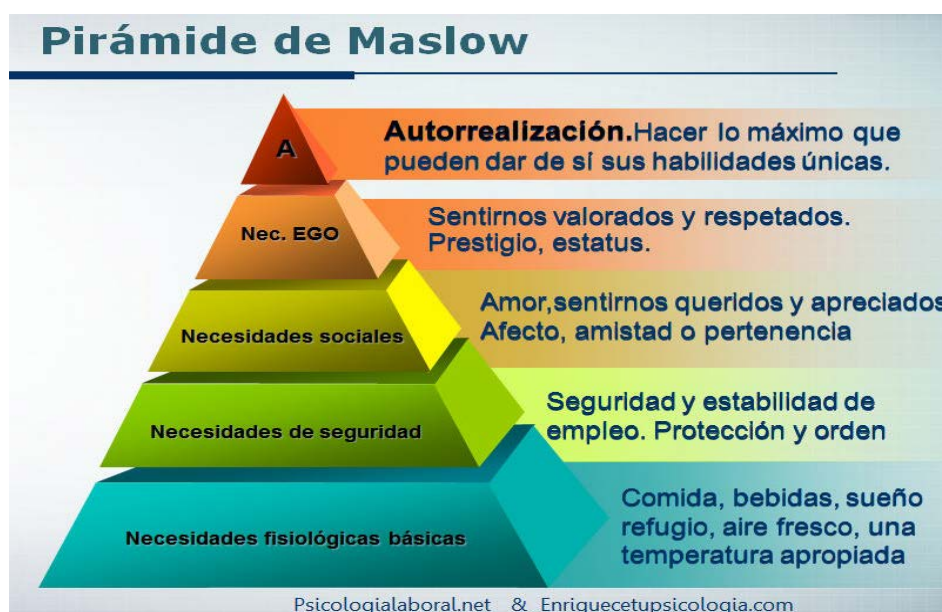 Pirámide de Maslow
A
Autorrealización.Hacer lo máximo que
pueden dar de sí sus habilidades únicas.
Nec. EGO
Sentirnos valorados y respetados.
Prestigio, estatus.
Necesidades sociales
Amor,sentirnos queridos y apreciados
Afecto, amistad o pertenencia
Necesidades de seguridad
Seguridad y estabilidad de
empleo. Protección y orden
Necesidades fisiológicas básicas
Comida, bebidas, sueño
refugio, aire fresco, una
temperatura apropiada
Psicologialaboral.net & Enriquecetupsicologia.com